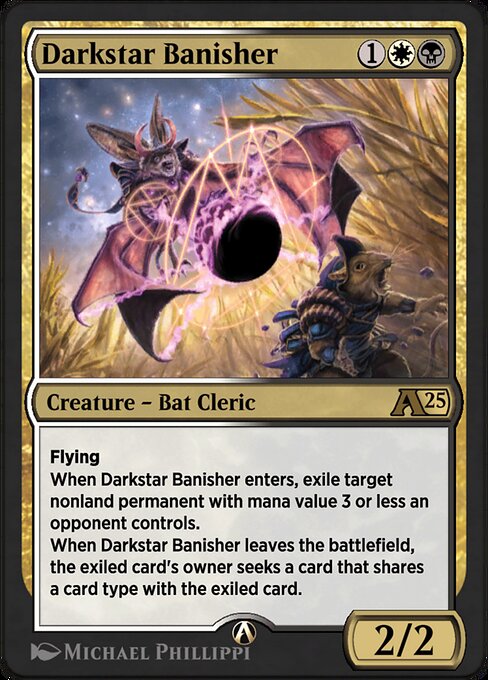 Darkstar Banisher 1
Creature – Bat Cleric A25
Flying
When Darkstar Banisher enters, exile target
nonland permanent with mana value 3 or less an
opponent controls.
When Darkstar Banisher leaves the battlefield,
the exiled card's owner seeks a card that shares
a card type with the exiled card.
2/2
Michael Phillippi